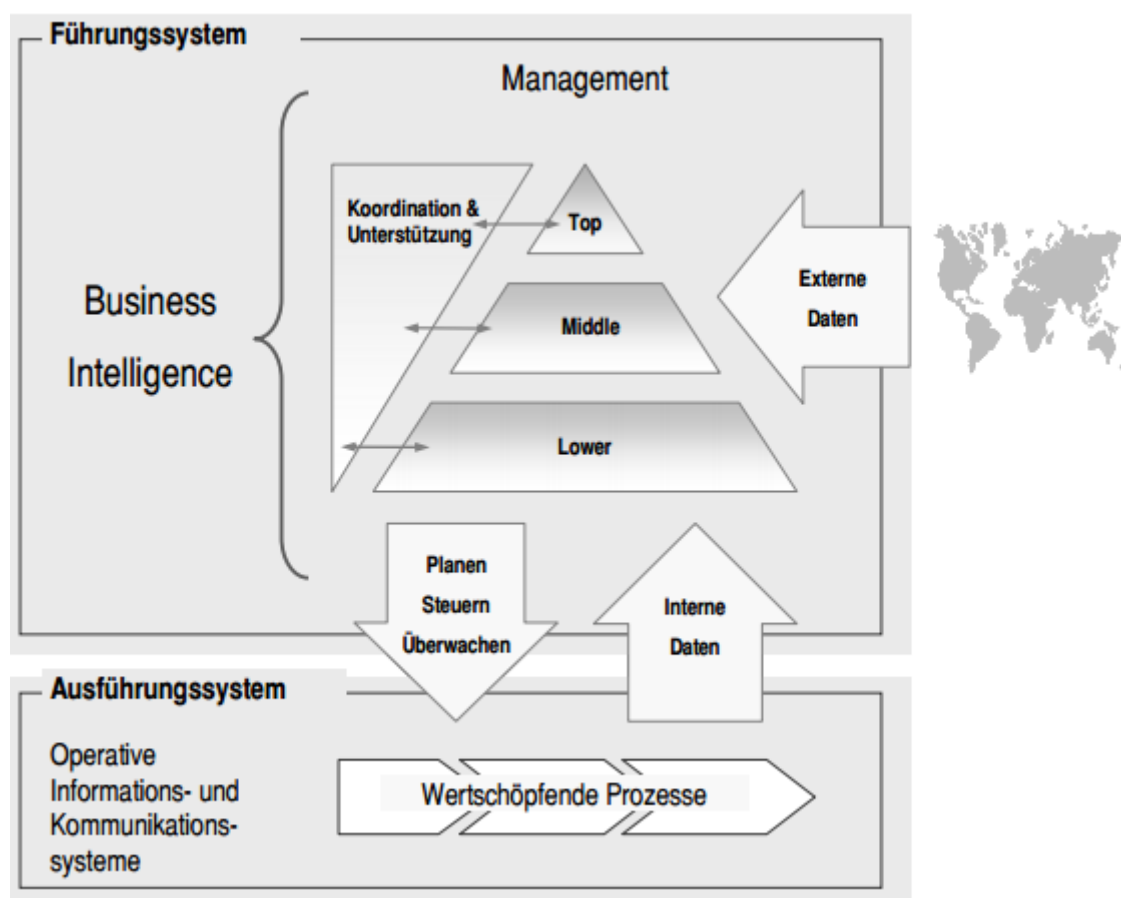 Führungssystem
Management
Koordination &
Unterstützung
Top
Business
Intelligence
Middle
Lower
Externe
Daten
Planen
Steuern
Überwachen
Interne
Daten
Ausführungssystem
Operative
Informations- und
Kommunikations-
systeme
Wertschöpfende Prozesse